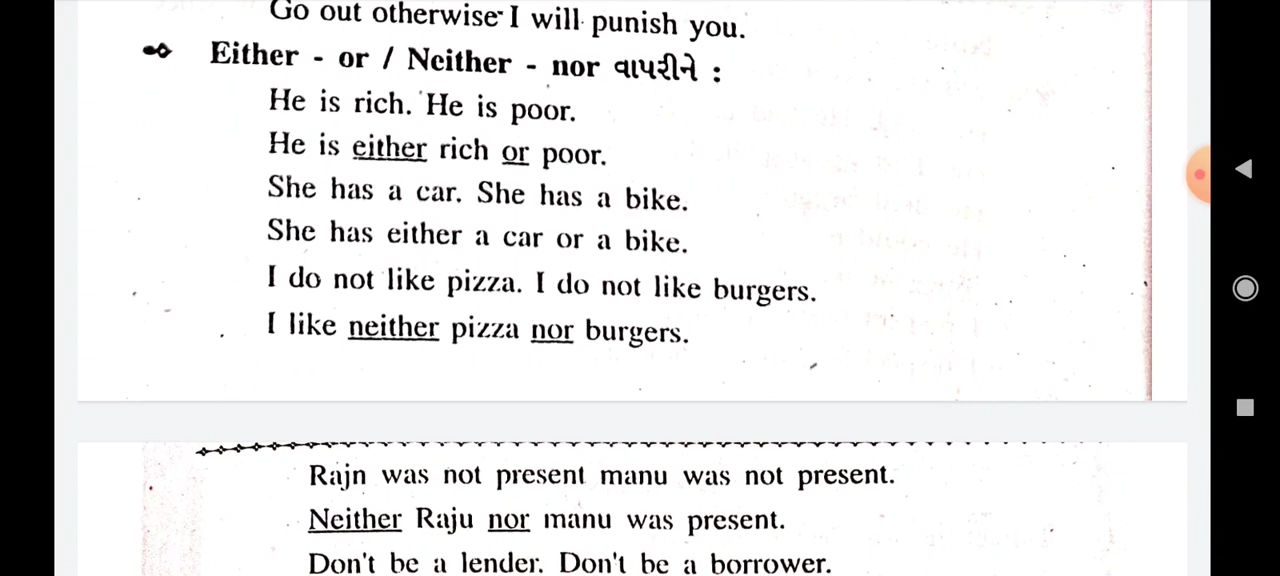 Go out otherwise I will punish you.
Either - or / Neither - nor વાપરીને :
He is rich. He is poor.
He is either rich or poor.
She has a car. She has a bike.
She has either a car or a bike.
I do not like pizza. I do not like burgers.
I like neither pizza nor burgers.
Rajn was not present manu was not present.
Neither Raju nor manu was present.
Don't be a lender. Don't be a borrower.